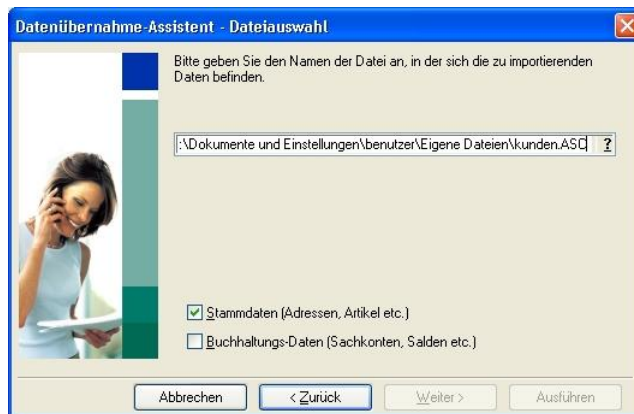 Datenübernahme-Assistent - Dateiauswahl
Bitte geben Sie den Namen der Datei an, in der sich die zu importierenden
Daten befinden.
:\Dokumente und Einstellungen\benutzer\Eigene Dateien\kunden.ASC ?
Stammdaten (Adressen, Artikel etc.)
Buchhaltungs-Daten (Sachkonten, Salden etc.)
Abbrechen < Zurück Weiter > Ausführen